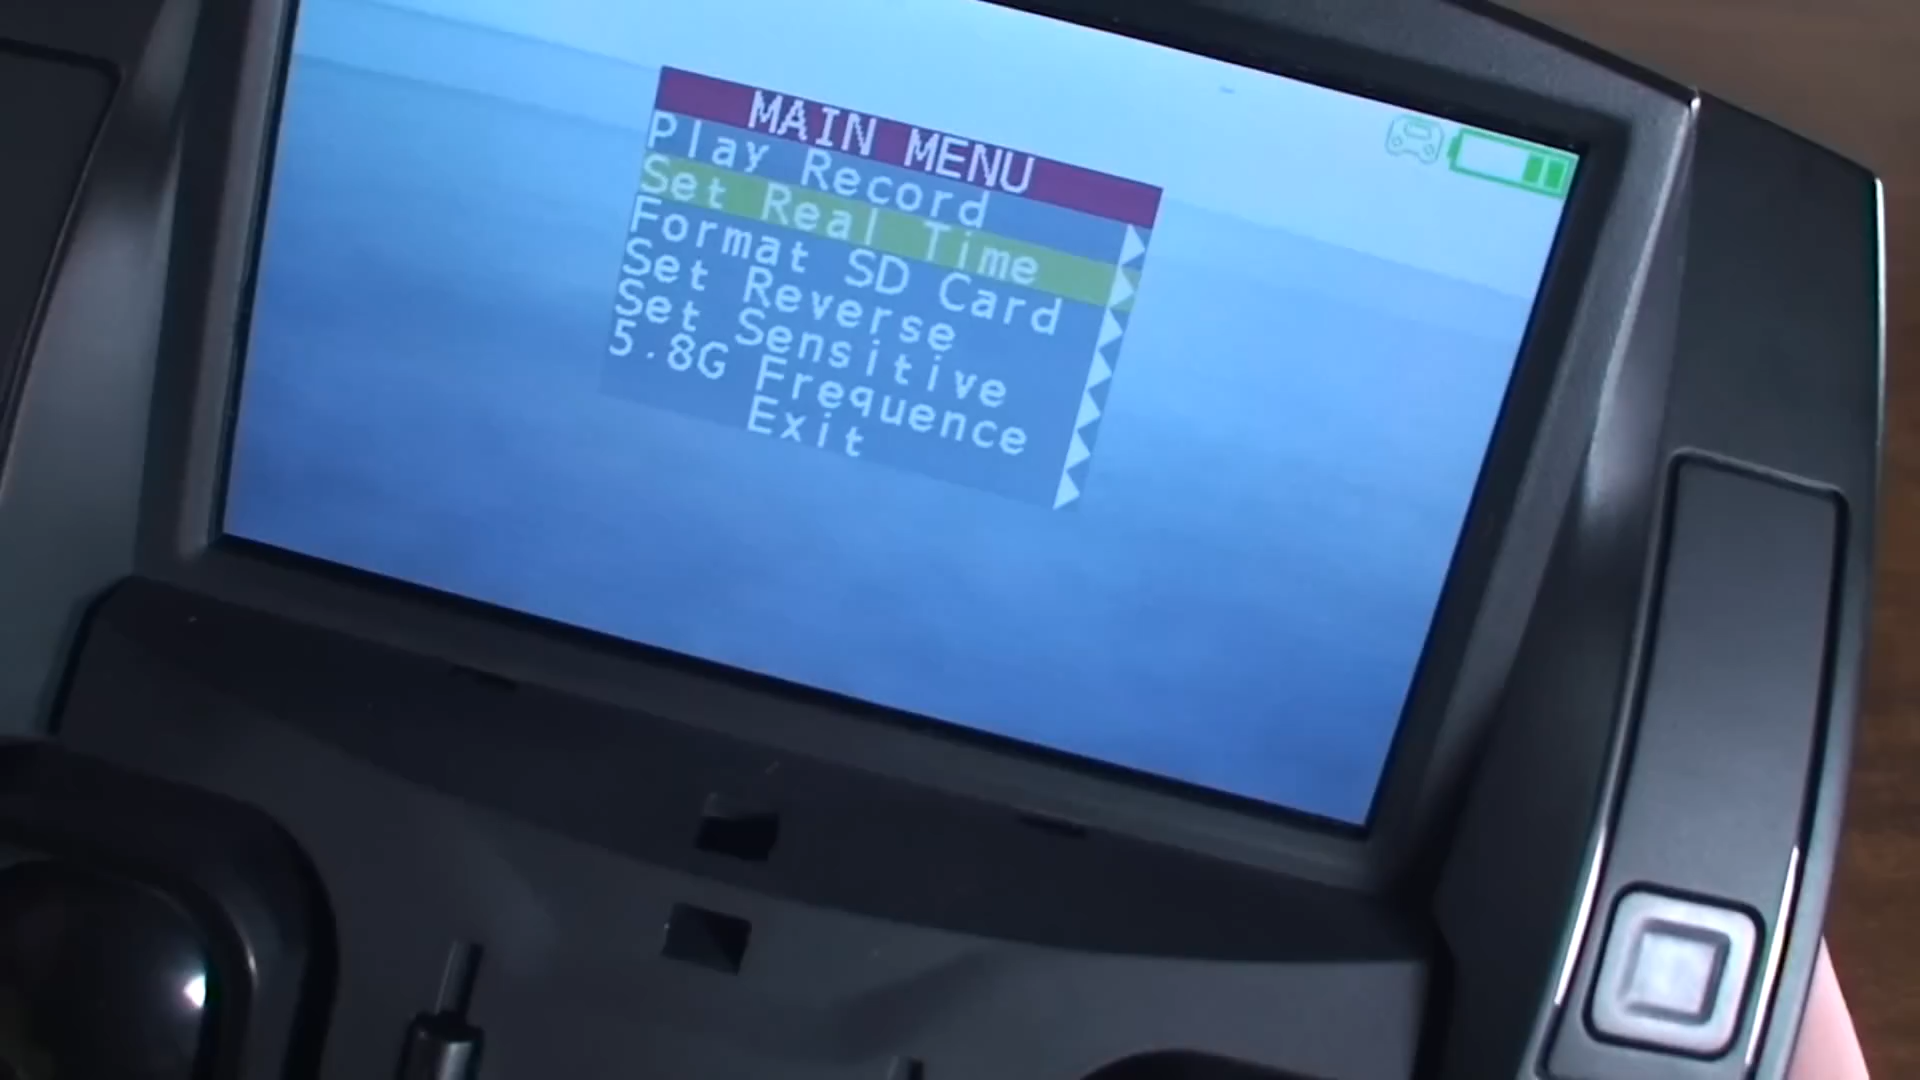 MAIN MENU
Play Record
Set Real Time
Format SD Card
Set Reverse
Set Sensitive
5.8G Frequence
Exit